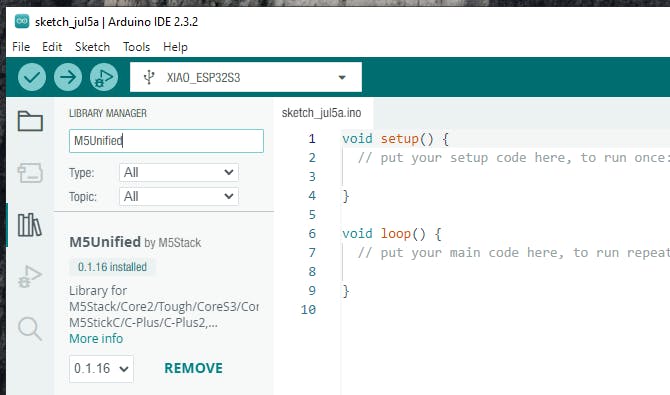 sketch_jul5a | Arduino IDE 2.3.2
File Edit Sketch Tools Help
XIAO_ESP32S3
LIBRARY MANAGER
M5Unified
Type: All
Topic: All
M5Unified by M5Stack
0.1.16 installed
Library for
M5Stack/Core2/Tough/CoreS3/Cor
M5StickC/C-Plus/C-Plus2,...
More info
0.1.16 REMOVE
sketch_jul5a.ino
1 void setup() {
2 // put your setup code here, to run once:
3
4 }
5
6 void loop() {
7 // put your main code here, to run repeat
8
9 }
10